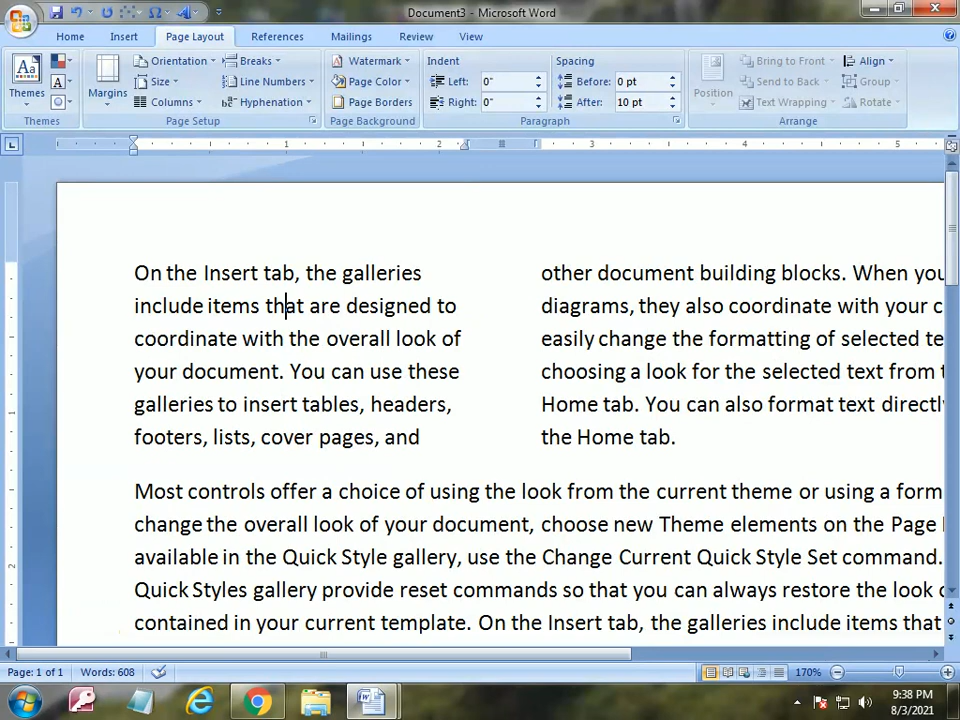 Document3 - Microsoft Word
Home Insert Page Layout References Mailings Review View
Themes
Margins
Orientation
Size
Columns
Breaks
Line Numbers
Hyphenation
Watermark
Page Color
Page Borders
Indent
Left: 0"
Right: 0"
Spacing
Before: 0 pt
After: 10 pt
Position
Bring to Front
Send to Back
Text Wrapping
Align
Group
Rotate
Themes Page Setup Page Background Paragraph Arrange
1 2 3 4 5
On the Insert tab, the galleries
include items that are designed to
coordinate with the overall look of
your document. You can use these
galleries to insert tables, headers,
footers, lists, cover pages, and
other document building blocks. When you
diagrams, they also coordinate with your c
easily change the formatting of selected te
choosing a look for the selected text from t
Home tab. You can also format text directly
the Home tab.
Most controls offer a choice of using the look from the current theme or using a form
change the overall look of your document, choose new Theme elements on the Page
available in the Quick Style gallery, use the Change Current Quick Style Set command.
Quick Styles gallery provide reset commands so that you can always restore the look o
contained in your current template. On the Insert tab, the galleries include items that
Page: 1 of 1 Words: 608 170%
9:38 PM
8/3/2021